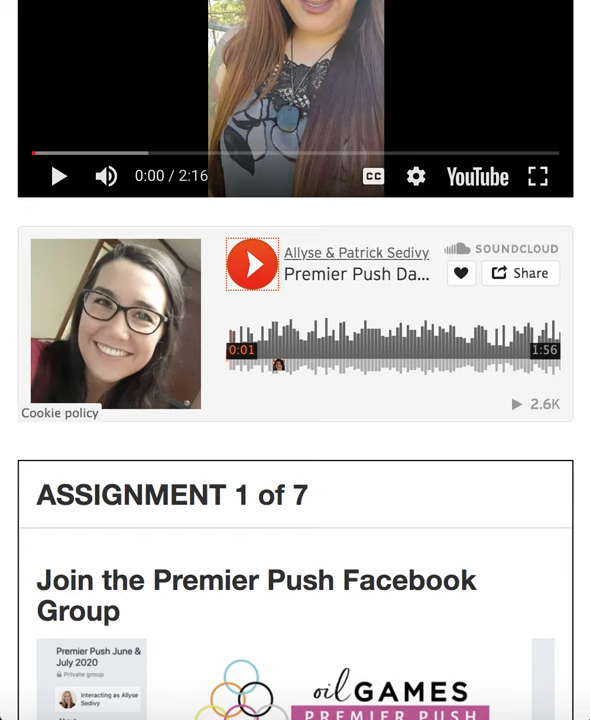 0:00 / 2:16
CC
YouTube
Allyse & Patrick Sedivy
SOUNDCLOUD
Premier Push Da...
Share
0:01
1:56
Cookie policy
2.6K
ASSIGNMENT 1 of 7
Join the Premier Push Facebook
Group
Premier Push June &
July 2020
Private group
Interacting as Allyse
Sedivy
oil GAMES
PREMIER PUSH